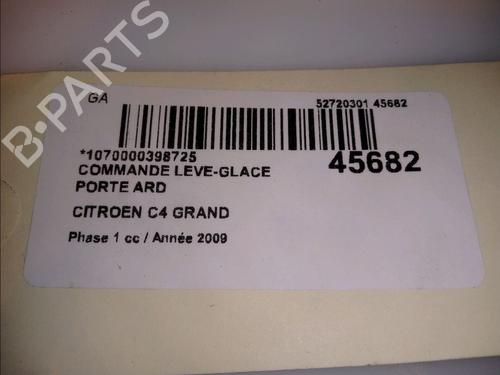 GA
52720301 45682
*1070000398725
45682
COMMANDE LEVE-GLACE
PORTE ARD
CITROEN C4 GRAND
Phase 1 cc / Année 2009
B-PARTS